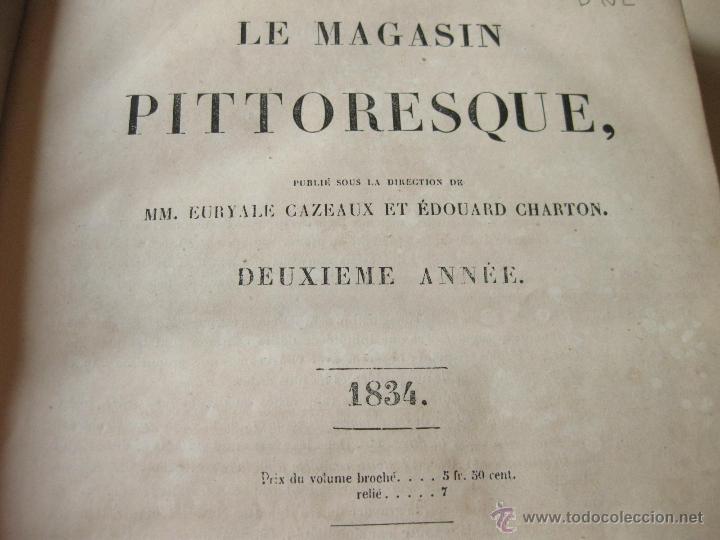 LE MAGASIN
PITTORESQUE,
PUBLIÉ SOUS LA DIRECTION DE
MM. EURYALE CAZEAUX ET ÉDOUARD CHARTON.
DEUXIEME ANNÉE.
1834.
Prix du volume broché. . . . 5 fr. 50 cent.
relié . . . . . 7
© www.todocoleccion.net